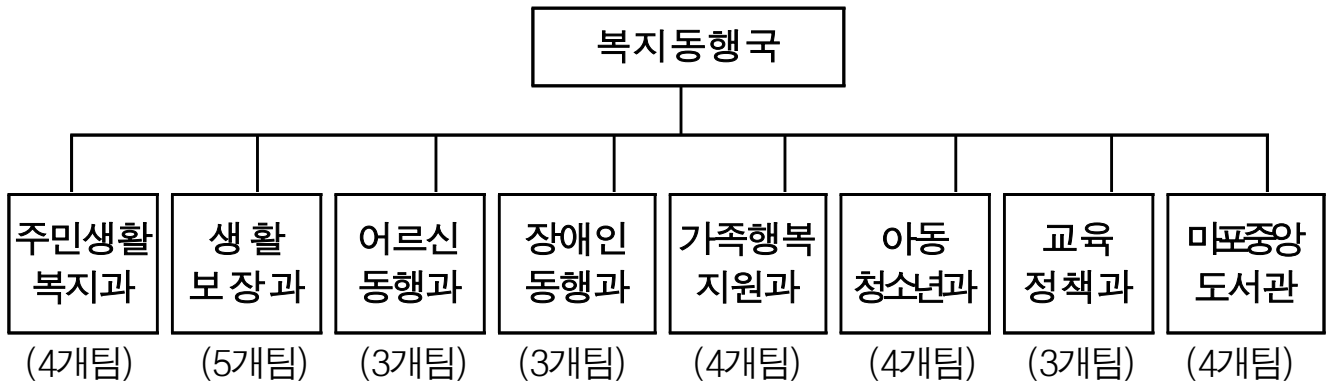 복지동행국
주민생활
복지과
생 활
보 장 과
어르신
동행과
장애인
동행과
가족행복
지원과
아동
청소년과
교육
정책과
마포중앙
도서관
(4개팀)
(5개팀)
(3개팀)
(3개팀)
(4개팀)
(4개팀)
(3개팀)
(4개팀)